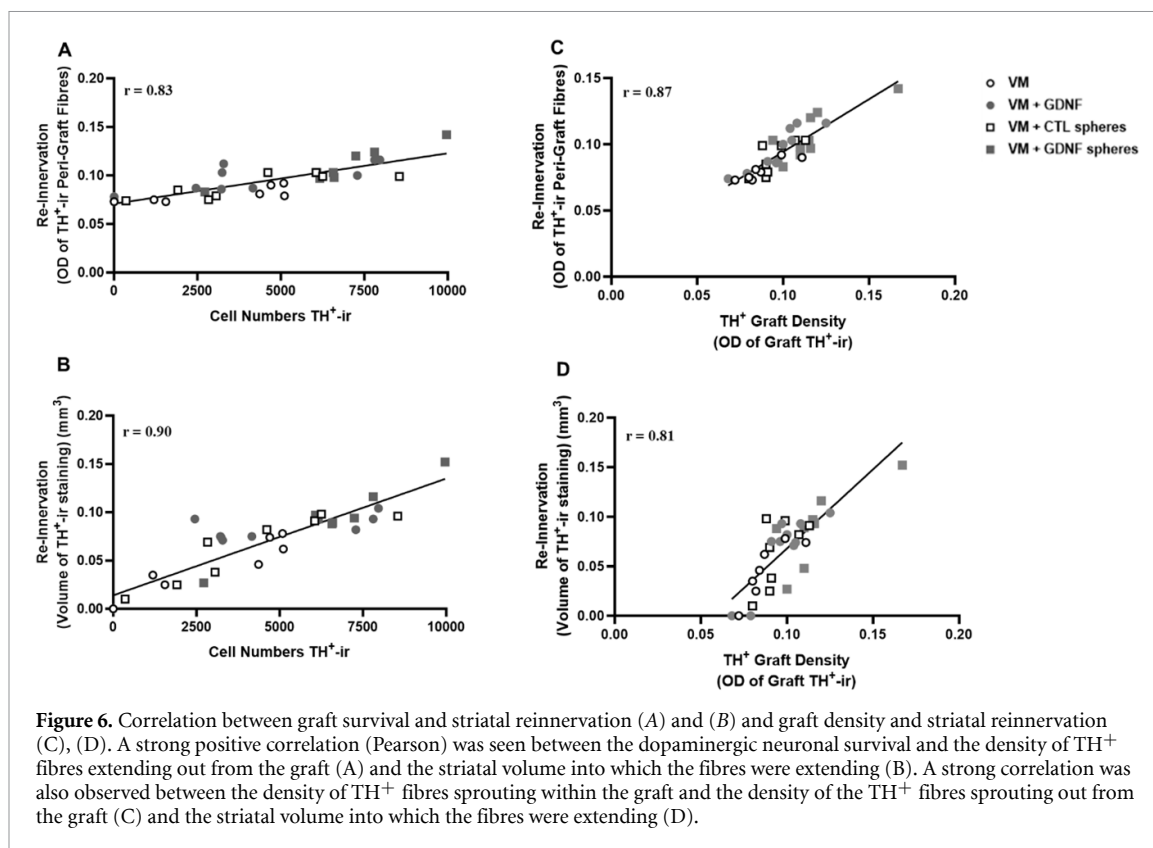 A
r = 0.83
0.20
0.15
0.10
0.05
0.00
Re-Innervation
(OD of TH⁺-ir Peri-Graft Fibres)
0 2500 5000 7500 10000
Cell Numbers TH⁺-ir
C
r = 0.87
0.15
0.10
0.05
0.00
Re-Innervation
(OD of TH⁺-ir Peri-Graft Fibres)
0.00 0.05 0.10 0.15 0.20
TH⁺ Graft Density
(OD of Graft TH⁺-ir)
VM
VM + GDNF
VM + CTL spheres
VM + GDNF spheres
B
r = 0.90
0.20
0.15
0.10
0.05
0.00
Re-Innervation
(Volume of TH⁺-ir staining) (mm³)
0 2500 5000 7500 10000
Cell Numbers TH⁺-ir
D
r = 0.81
0.20
0.15
0.10
0.05
0.00
Re-Innervation
(Volume of TH⁺-ir staining) (mm³)
0.00 0.05 0.10 0.15 0.20
TH⁺ Graft Density
(OD of Graft TH⁺-ir)
Figure 6. Correlation between graft survival and striatal reinnervation (A) and (B) and graft density and striatal reinnervation
(C), (D). A strong positive correlation (Pearson) was seen between the dopaminergic neuronal survival and the density of TH⁺
fibres extending out from the graft (A) and the striatal volume into which the fibres were extending (B). A strong correlation was
also observed between the density of TH⁺ fibres sprouting within the graft and the density of the TH⁺ fibres sprouting out from
the graft (C) and the striatal volume into which the fibres were extending (D).